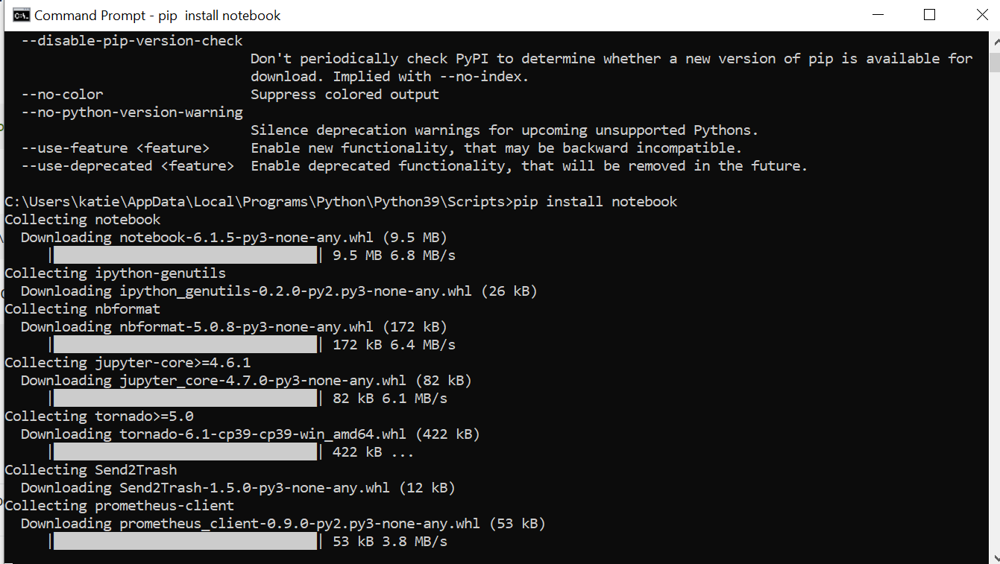 Command Prompt - pip  install notebook
--disable-pip-version-check
Don't periodically check PyPI to determine whether a new version of pip is available for
download. Implied with --no-index.
--no-color                  Suppress colored output
--no-python-version-warning
Silence deprecation warnings for upcoming unsupported Pythons.
--use-feature <feature>     Enable new functionality, that may be backward incompatible.
--use-deprecated <feature>  Enable deprecated functionality, that will be removed in the future.
C:\Users\katie\AppData\Local\Programs\Python\Python39\Scripts>pip install notebook
Collecting notebook
Downloading notebook-6.1.5-py3-none-any.whl (9.5 MB)
| | 9.5 MB 6.8 MB/s
Collecting ipython-genutils
Downloading ipython_genutils-0.2.0-py2.py3-none-any.whl (26 kB)
Collecting nbformat
Downloading nbformat-5.0.8-py3-none-any.whl (172 kB)
| | 172 kB 6.4 MB/s
Collecting jupyter-core>=4.6.1
Downloading jupyter_core-4.7.0-py3-none-any.whl (82 kB)
| | 82 kB 6.1 MB/s
Collecting tornado>=5.0
Downloading tornado-6.1-cp39-cp39-win_amd64.whl (422 kB)
| | 422 kB ...
Collecting Send2Trash
Downloading Send2Trash-1.5.0-py3-none-any.whl (12 kB)
Collecting prometheus-client
Downloading prometheus_client-0.9.0-py2.py3-none-any.whl (53 kB)
| | 53 kB 3.8 MB/s